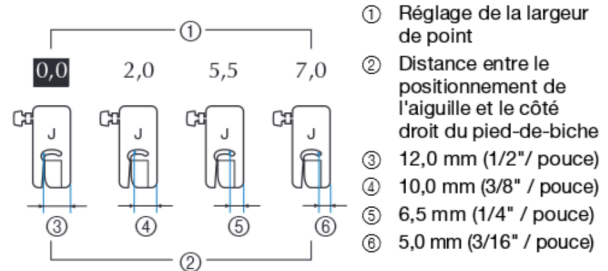 ①
0,0 2,0 5,5 7,0
J J J J
③ ④ ⑤ ⑥
②
① Réglage de la largeur
de point
② Distance entre le
positionnement de
l'aiguille et le côté
droit du pied-de-biche
③ 12,0 mm (1/2"/ pouce)
④ 10,0 mm (3/8" / pouce)
⑤ 6,5 mm (1/4" / pouce)
⑥ 5,0 mm (3/16" / pouce)